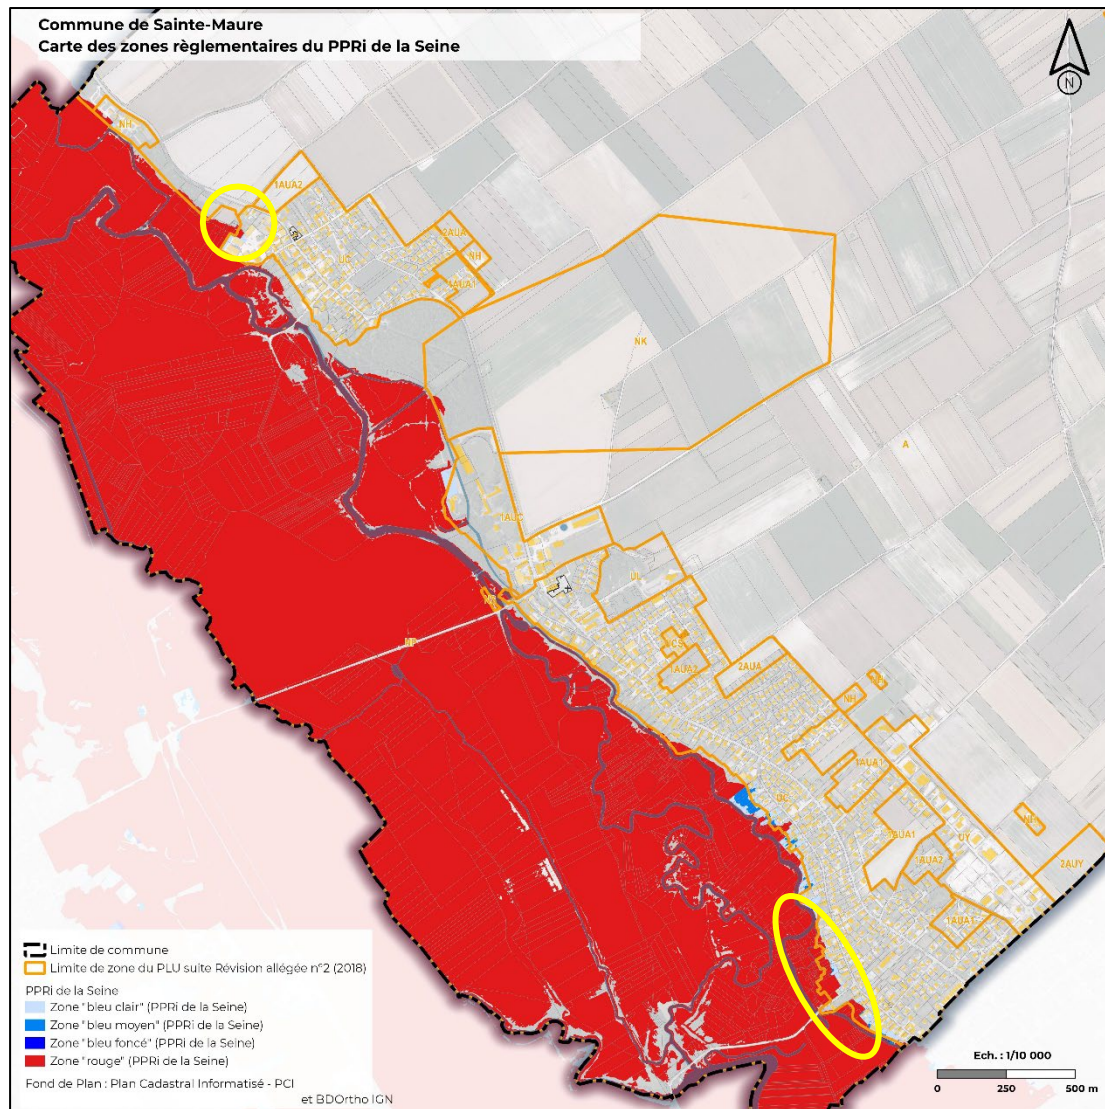 Commune de Sainte-Maure
Carte des zones règlementaires du PPRi de la Seine
N
NH
1AUA2
2AUA
NH
UC
1AUA1
NK
A
1AUC
UL
1AUA2
2AUA
NH
1AUA1
UC
1AUA1
UY
1AUA2
NH
2AUY
1AUA1
Limite de commune
Limite de zone du PLU suite Révision allégée n°2 (2018)
PPRi de la Seine
Zone "bleu clair" (PPRi de la Seine)
Zone "bleu moyen" (PPRi de la Seine)
Zone "bleu foncé" (PPRi de la Seine)
Zone "rouge" (PPRi de la Seine)
Fond de Plan : Plan Cadastral Informatisé - PCI
et BDOrtho IGN
Ech. : 1/10 000
0 250 500 m